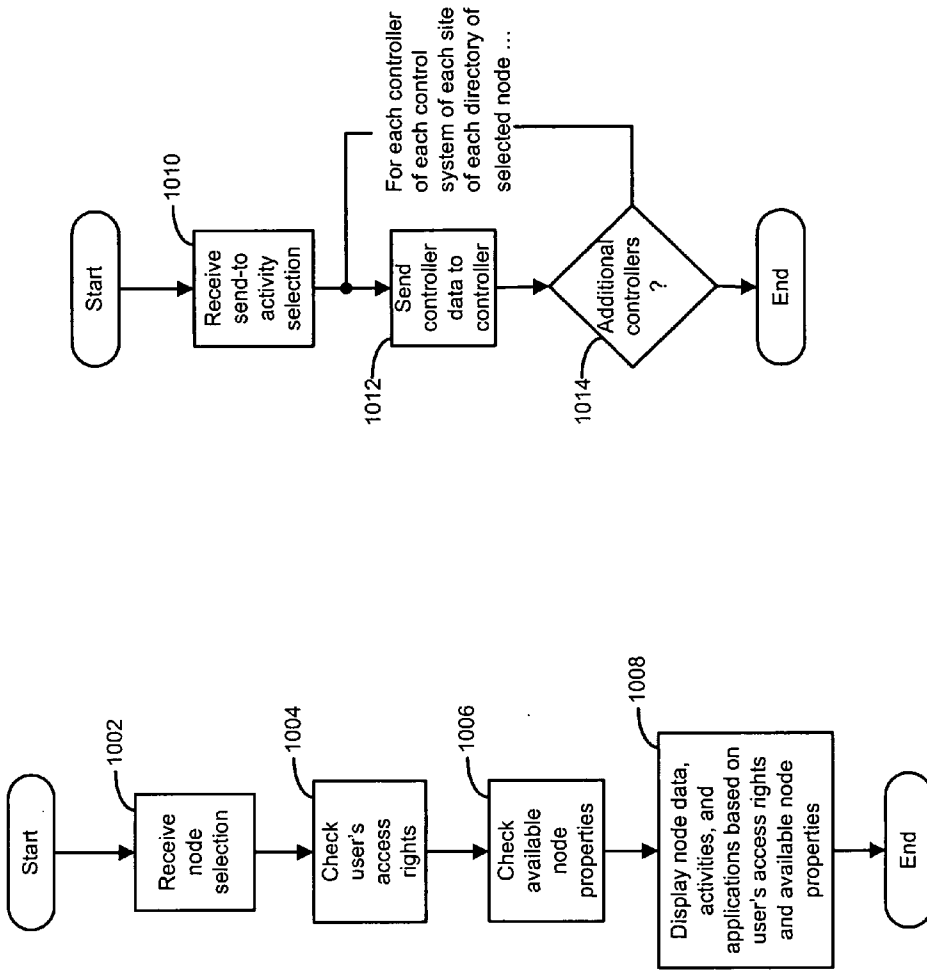 Start
1002
Receive
node
selection
1004
Check
user's
access
rights
1006
Check
available
node
properties
1008
Display node data,
activities, and
applications based on
user's access rights
and available node
properties
End
Start
1010
Receive
send-to
activity
selection
For each controller
of each control
system of each site
of each directory of
selected node ...
1012
Send
controller
data to
controller
1014
Additional
controllers
?
End